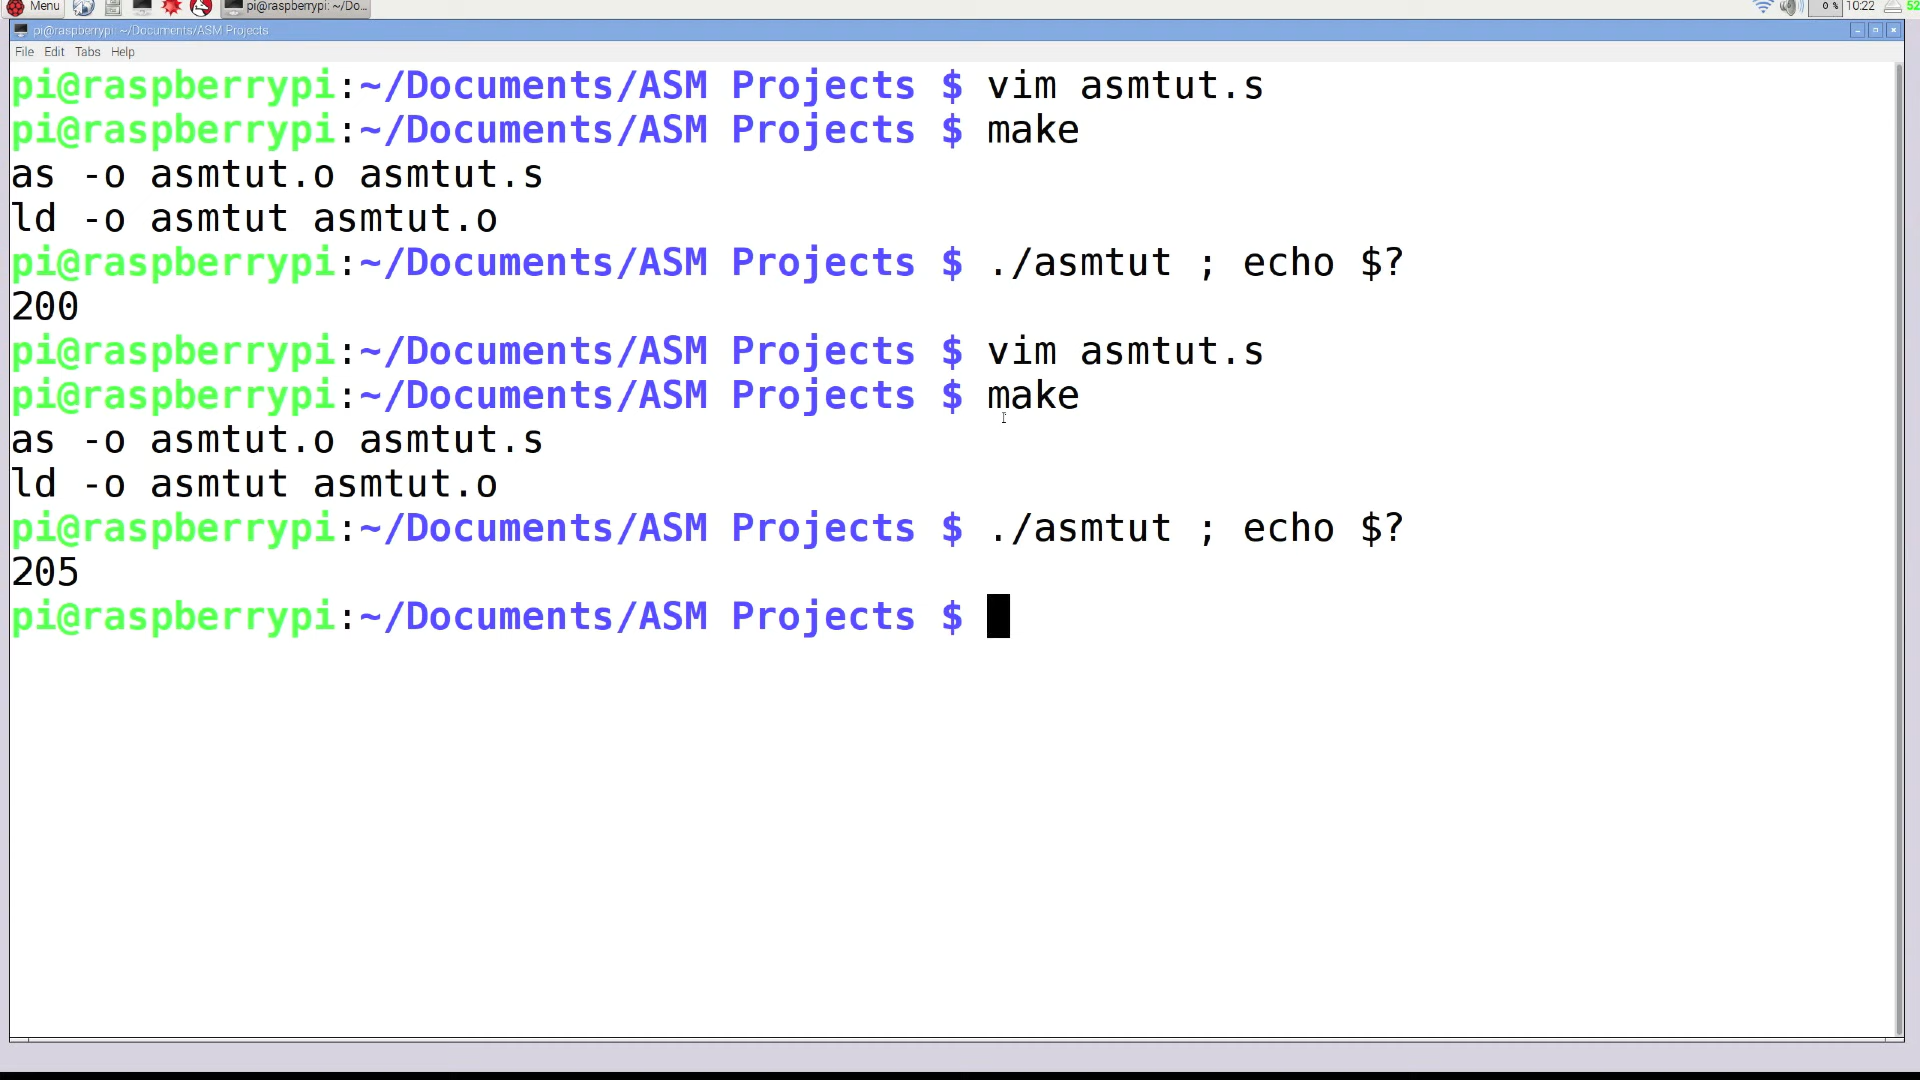 Menu pi@raspberrypi: ~/Do... 0 % 10:22 52
pi@raspberrypi: ~/Documents/ASM Projects
File Edit Tabs Help
pi@raspberrypi:~/Documents/ASM Projects $ vim asmtut.s
pi@raspberrypi:~/Documents/ASM Projects $ make
as -o asmtut.o asmtut.s
ld -o asmtut asmtut.o
pi@raspberrypi:~/Documents/ASM Projects $ ./asmtut ; echo $?
200
pi@raspberrypi:~/Documents/ASM Projects $ vim asmtut.s
pi@raspberrypi:~/Documents/ASM Projects $ make
as -o asmtut.o asmtut.s
ld -o asmtut asmtut.o
pi@raspberrypi:~/Documents/ASM Projects $ ./asmtut ; echo $?
205
pi@raspberrypi:~/Documents/ASM Projects $